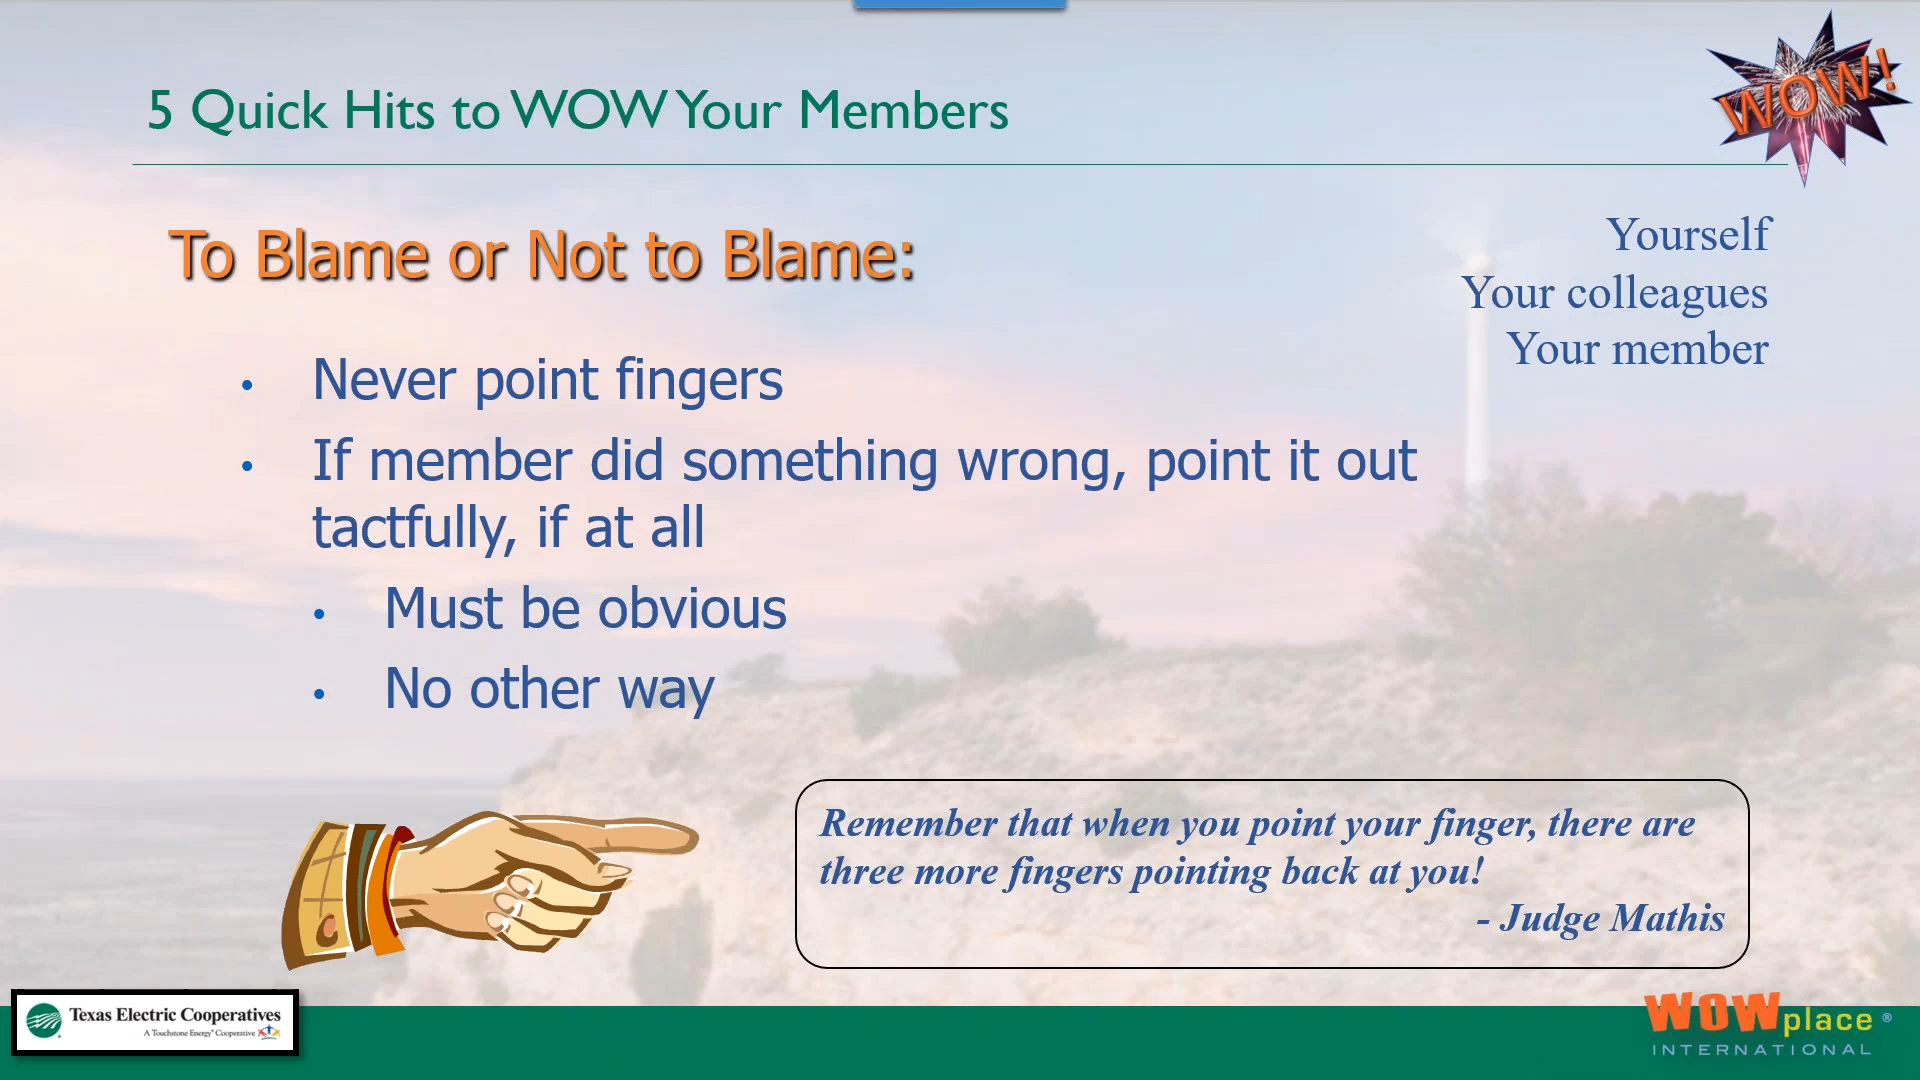 5 Quick Hits to WOW Your Members
WOW!
To Blame or Not to Blame:
Yourself
Your colleagues
Your member
• Never point fingers
• If member did something wrong, point it out
tactfully, if at all
• Must be obvious
• No other way
Remember that when you point your finger, there are
three more fingers pointing back at you!
- Judge Mathis
Texas Electric Cooperatives
A Touchstone Energy® Cooperative
WOWplace ®
INTERNATIONAL